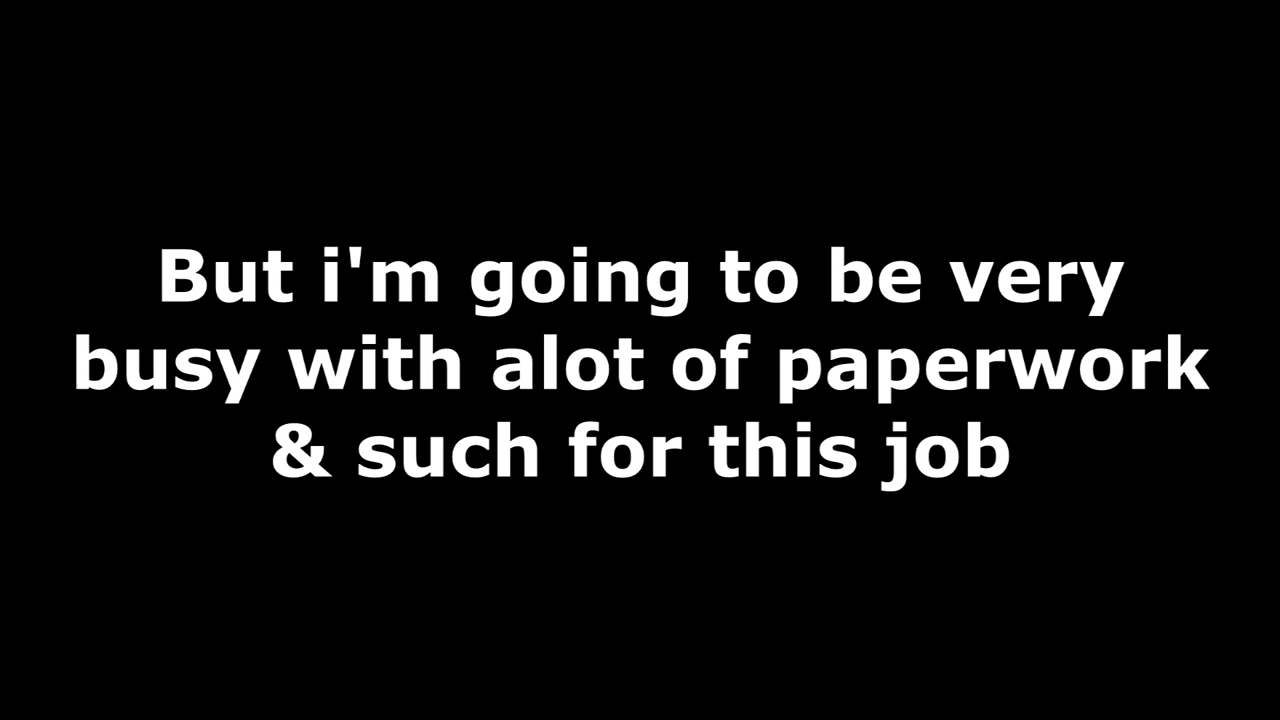 But i'm going to be very
busy with alot of paperwork
& such for this job